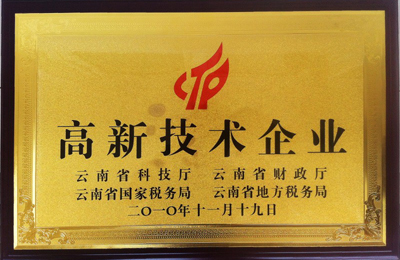 高新技术企业
云南省科技厅 云南省财政厅
云南省国家税务局 云南省地方税务局
二〇一〇年十一月十九日